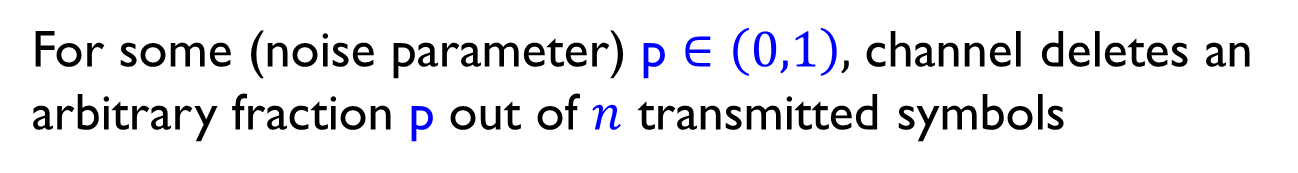 For some (noise parameter) p ∈ (0,1), channel deletes an
arbitrary fraction p out of n transmitted symbols